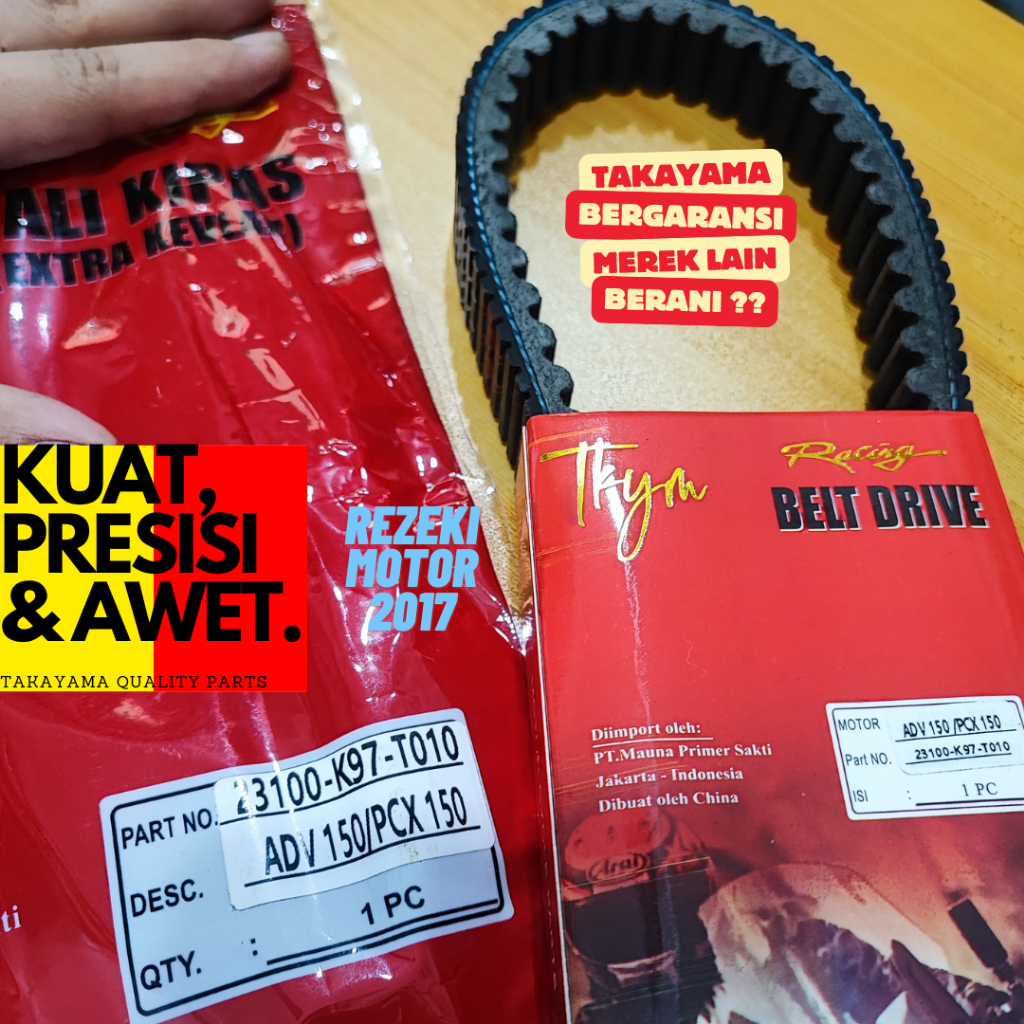 ALI KIPAS
(EXTRA KEVLAR)
TAKAYAMA
BERGARANSI
MEREK LAIN
BERANI ??
KUAT,
PRESISI
& AWET.
TAKAYAMA QUALITY PARTS
REZEKI
MOTOR
2017
Tkym
Racing
BELT DRIVE
Diimport oleh:
PT.Mauna Primer Sakti
Jakarta - Indonesia
Dibuat oleh China
MOTOR ADV 150 /PCX 150
Part NO. 23100-K97-T010
ISI : 1 PC
Arai
PART NO. 23100-K97-T010
DESC. ADV 150/PCX 150
QTY. : 1 PC
ti